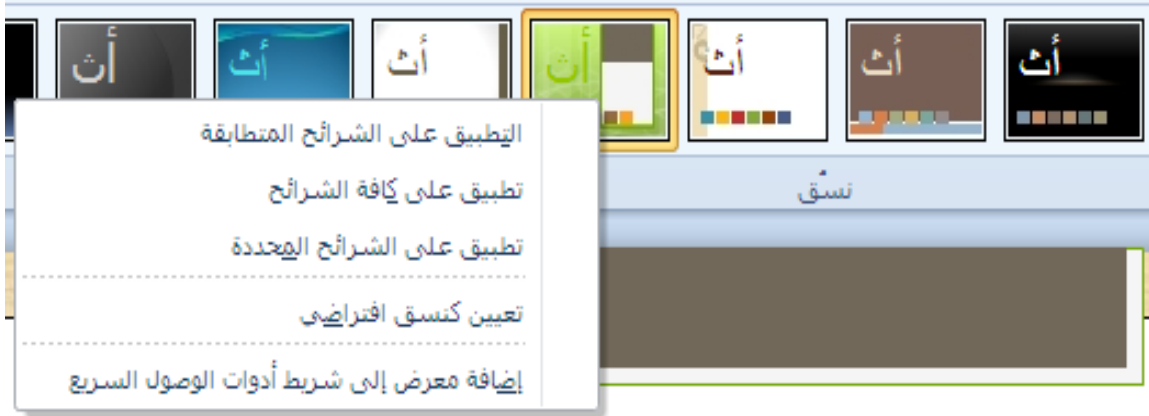 أث أث أث أث أث أث أث
نسق
التطبيق على الشرائح المتطابقة
تطبيق على كافة الشرائح
تطبيق على الشرائح المحددة
تعيين كنسق افتراضي
إضافة معرض إلى شريط أدوات الوصول السريع